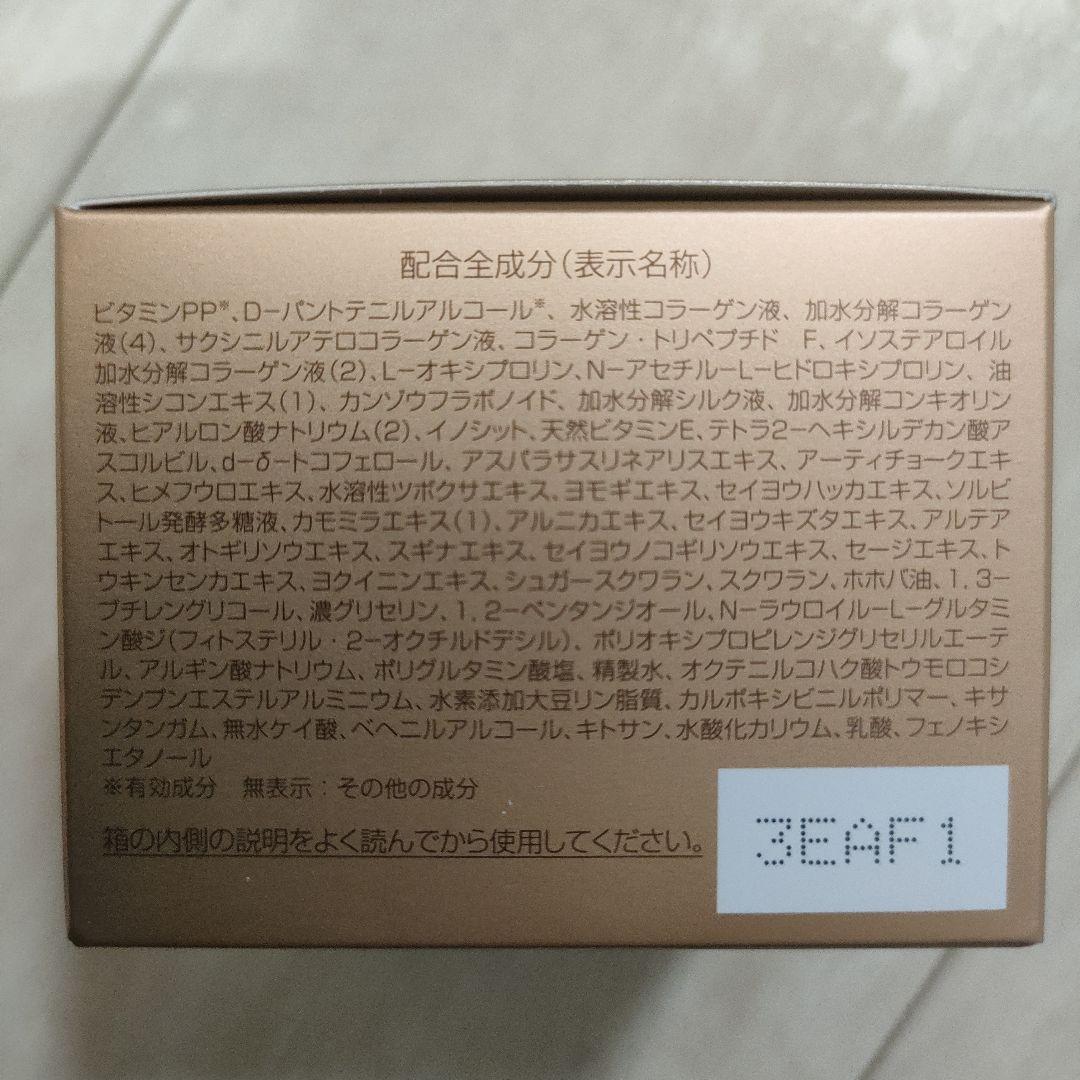 配合全成分(表示名称)
ビタミンPP※、D-パントテニルアルコール※、水溶性コラーゲン液、加水分解コラーゲン
液(4)、サクシニルアテロコラーゲン液、コラーゲン・トリペプチド F、イソステアロイル
加水分解コラーゲン液(2)、L-オキシプロリン、N-アセチル-L-ヒドロキシプロリン、油
溶性シコンエキス(1)、カンゾウフラボノイド、加水分解シルク液、加水分解コンキオリン
液、ヒアルロン酸ナトリウム(2)、イノシット、天然ビタミンE、テトラ2-ヘキシルデカン酸ア
スコルビル、d-δ-トコフェロール、アスパラサスリネアリスエキス、アーティチョークエキ
ス、ヒメフウロエキス、水溶性ツボクサエキス、ヨモギエキス、セイヨウハッカエキス、ソルビ
トール発酵多糖液、カモミラエキス(1)、アルニカエキス、セイヨウキズタエキス、アルテア
エキス、オトギリソウエキス、スギナエキス、セイヨウノコギリソウエキス、セージエキス、ト
ウキンセンカエキス、ヨクイニンエキス、シュガースクワラン、スクワラン、ホホバ油、1,3-
ブチレングリコール、濃グリセリン、1,2-ペンタンジオール、N-ラウロイル-L-グルタミ
ン酸ジ(フィトステリル・2-オクチルドデシル)、ポリオキシプロピレンジグリセリルエーテ
ル、アルギン酸ナトリウム、ポリグルタミン酸塩、精製水、オクテニルコハク酸トウモロコシ
デンプンエステルアルミニウム、水素添加大豆リン脂質、カルボキシビニルポリマー、キサ
ンタンガム、無水ケイ酸、ベヘニルアルコール、キトサン、水酸化カリウム、乳酸、フェノキシ
エタノール
※有効成分 無表示:その他の成分
箱の内側の説明をよく読んでから使用してください。
3EAF1